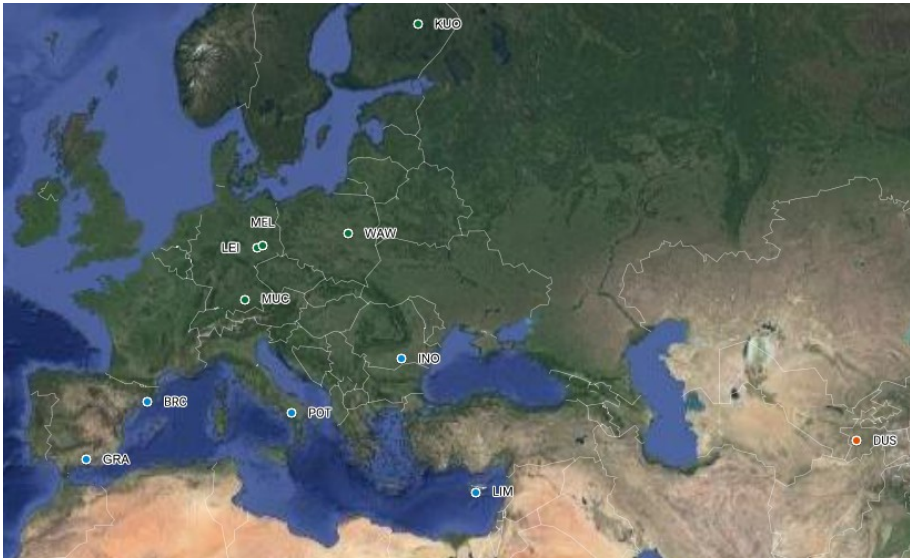 KUO
MEL
WAW
LEI
MUC
INO
BRC
POT
DUS
GRA
LIM